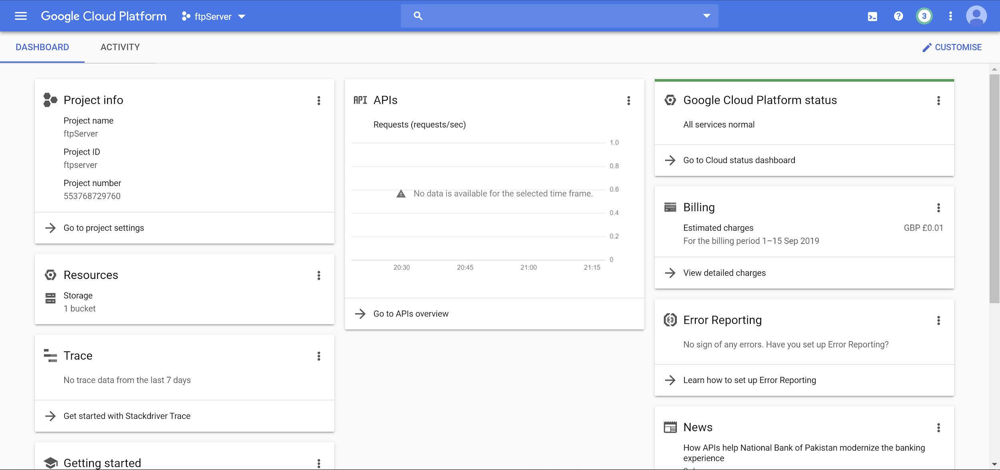 Google Cloud Platform
ftpServer
3
DASHBOARD
ACTIVITY
CUSTOMISE
Project info
Project name
ftpServer
Project ID
ftpserver
Project number
553768729760
Go to project settings
Resources
Storage
1 bucket
Trace
No trace data from the last 7 days
Get started with Stackdriver Trace
Getting started
API
APIs
Requests (requests/sec)
1.0
0.8
0.6
No data is available for the selected time frame.
0.4
0.2
0
20:30
20:45
21:00
21:15
Go to APIs overview
Google Cloud Platform status
All services normal
Go to Cloud status dashboard
Billing
Estimated charges
GBP £0.01
For the billing period 1–15 Sep 2019
View detailed charges
Error Reporting
No sign of any errors. Have you set up Error Reporting?
Learn how to set up Error Reporting
News
How APIs help National Bank of Pakistan modernize the banking
experience